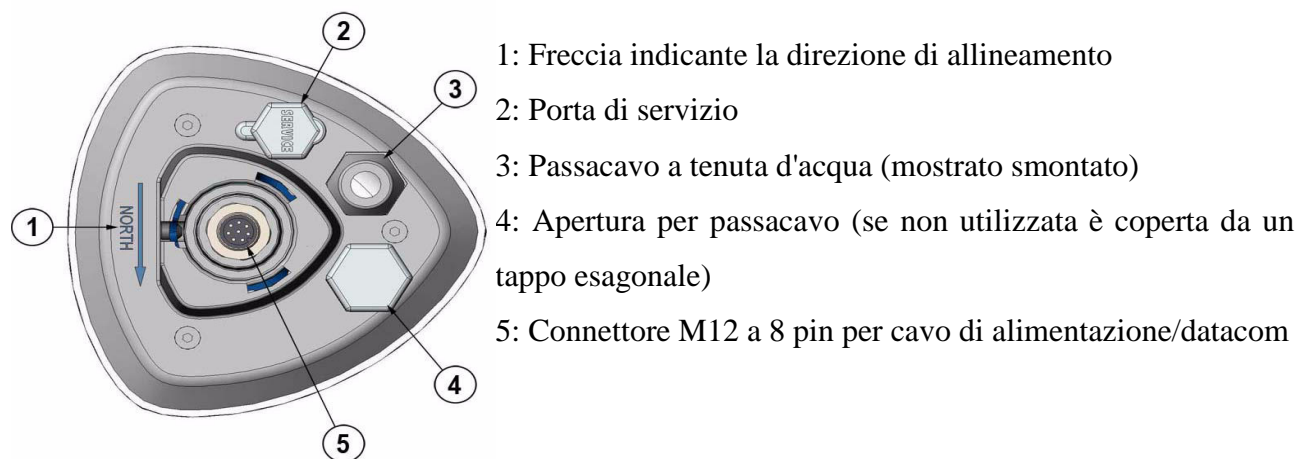 2
1: Freccia indicante la direzione di allineamento
3
2: Porta di servizio
SERVICE
3: Passacavo a tenuta d'acqua (mostrato smontato)
1
NORTH
4: Apertura per passacavo (se non utilizzata è coperta da un
tappo esagonale)
5: Connettore M12 a 8 pin per cavo di alimentazione/datacom
4
5